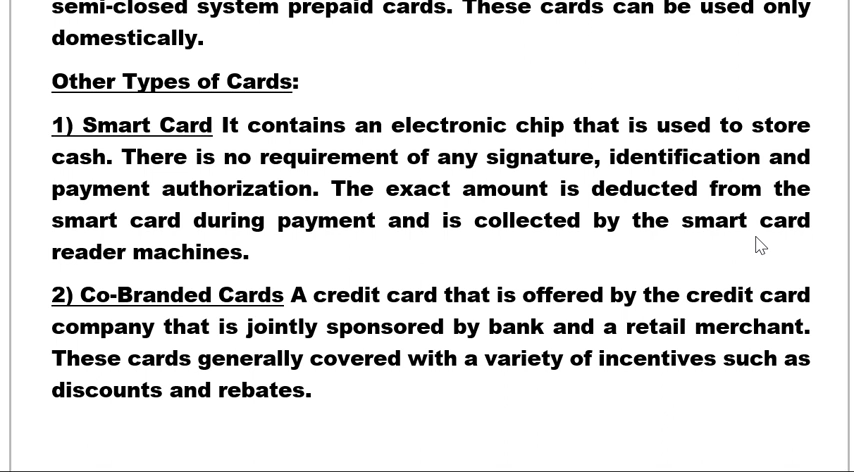 semi-closed system prepaid cards. These cards can be used only
domestically.
Other Types of Cards:
1) Smart Card It contains an electronic chip that is used to store
cash. There is no requirement of any signature, identification and
payment authorization. The exact amount is deducted from the
smart card during payment and is collected by the smart card
reader machines.
2) Co-Branded Cards A credit card that is offered by the credit card
company that is jointly sponsored by bank and a retail merchant.
These cards generally covered with a variety of incentives such as
discounts and rebates.